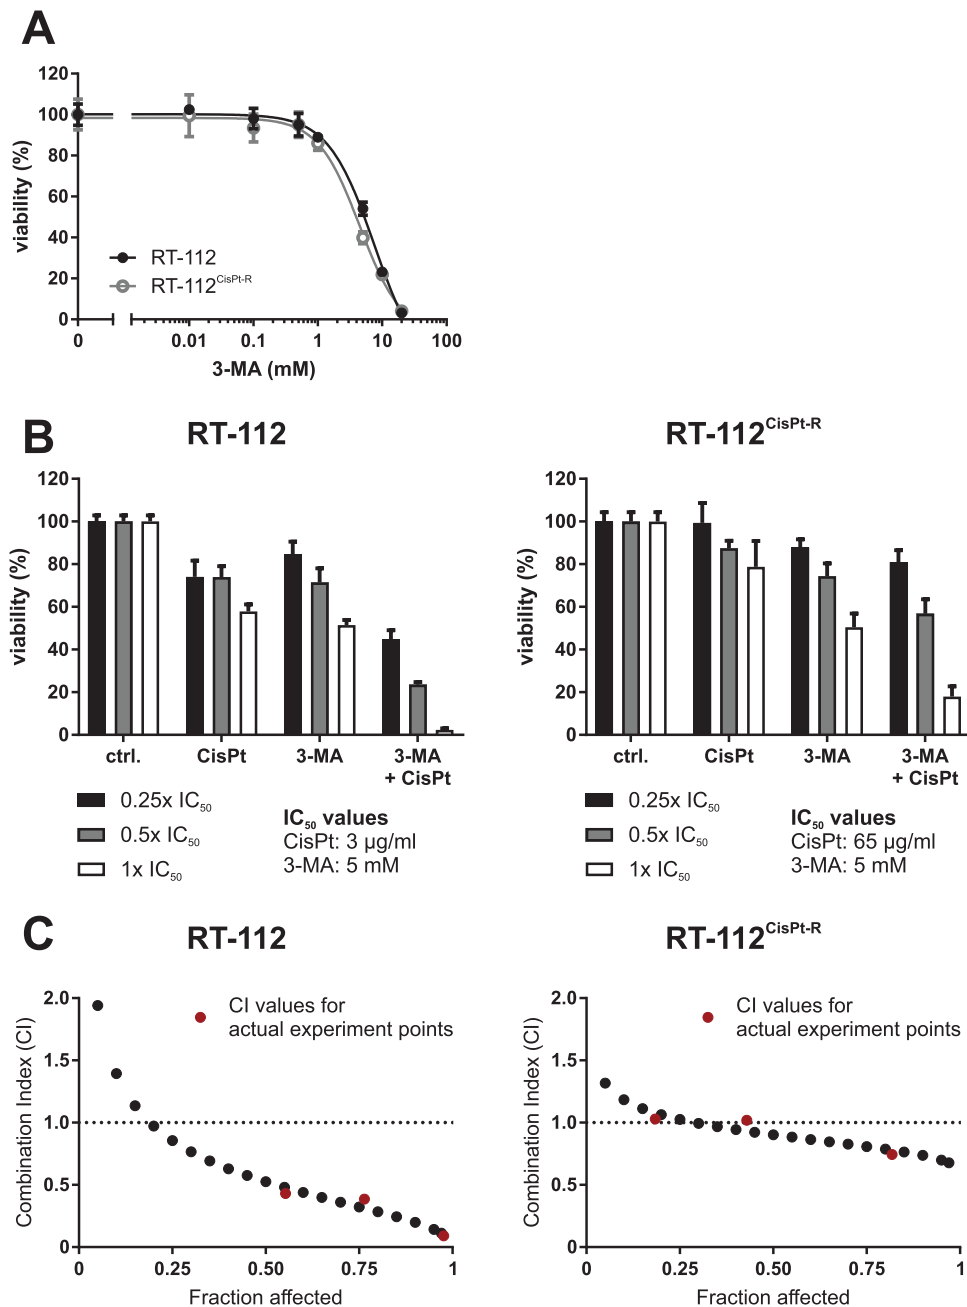 A
120
100
80
60
40
20
0
viability (%)
RT-112
RT-112CisPt-R
0 0.01 0.1 1 10 100
3-MA (mM)
B
RT-112
120
100
80
60
40
20
0
viability (%)
ctrl. CisPt 3-MA 3-MA
+ CisPt
0.25x IC50
0.5x IC50
1x IC50
IC50 values
CisPt: 3 µg/ml
3-MA: 5 mM
RT-112CisPt-R
120
100
80
60
40
20
0
viability (%)
ctrl. CisPt 3-MA 3-MA
+ CisPt
0.25x IC50
0.5x IC50
1x IC50
IC50 values
CisPt: 65 µg/ml
3-MA: 5 mM
C
RT-112
2.0
1.5
1.0
0.5
0
Combination Index (CI)
CI values for
actual experiment points
0 0.25 0.50 0.75 1
Fraction affected
RT-112CisPt-R
2.0
1.5
1.0
0.5
0
Combination Index (CI)
CI values for
actual experiment points
0 0.25 0.50 0.75 1
Fraction affected